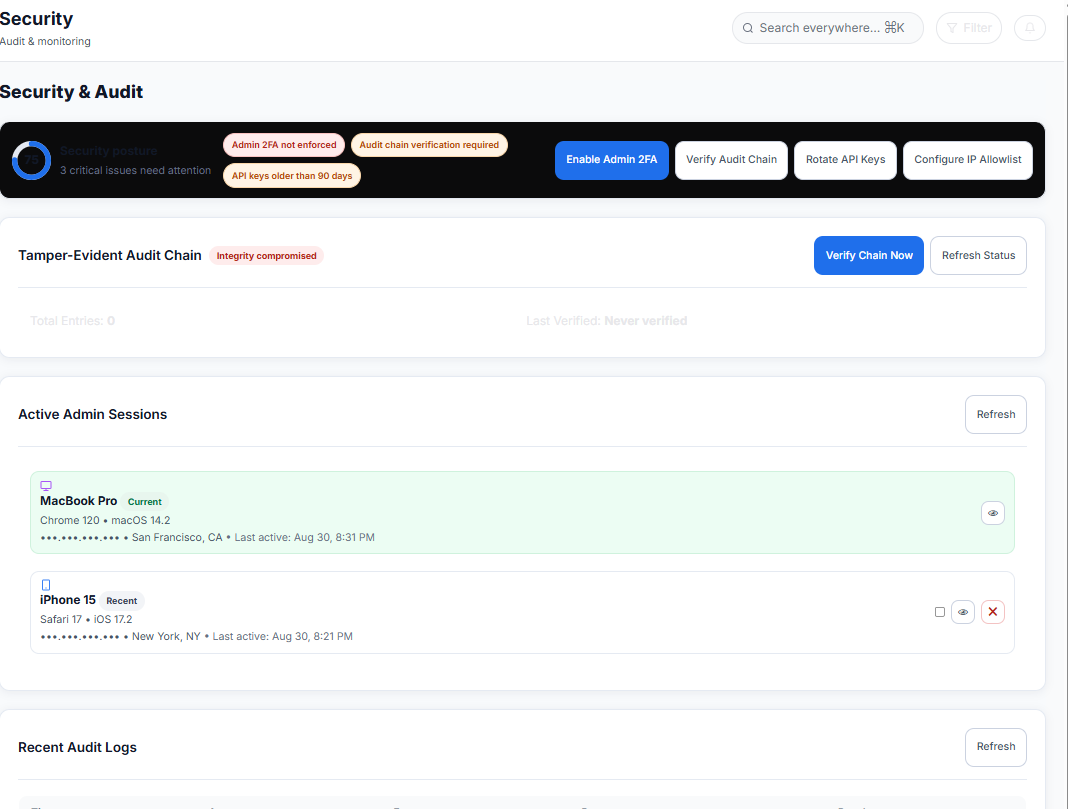 Security
Audit & monitoring
Search everywhere... ⌘K
Filter
Security & Audit
75
Security posture
3 critical issues need attention
Admin 2FA not enforced
Audit chain verification required
API keys older than 90 days
Enable Admin 2FA
Verify Audit Chain
Rotate API Keys
Configure IP Allowlist
Tamper-Evident Audit Chain
Integrity compromised
Verify Chain Now
Refresh Status
Total Entries: 0
Last Verified: Never verified
Active Admin Sessions
Refresh
MacBook Pro Current
Chrome 120 • macOS 14.2
•••.•••.•••.••• • San Francisco, CA • Last active: Aug 30, 8:31 PM
iPhone 15 Recent
Safari 17 • iOS 17.2
•••.•••.•••.••• • New York, NY • Last active: Aug 30, 8:21 PM
Recent Audit Logs
Refresh